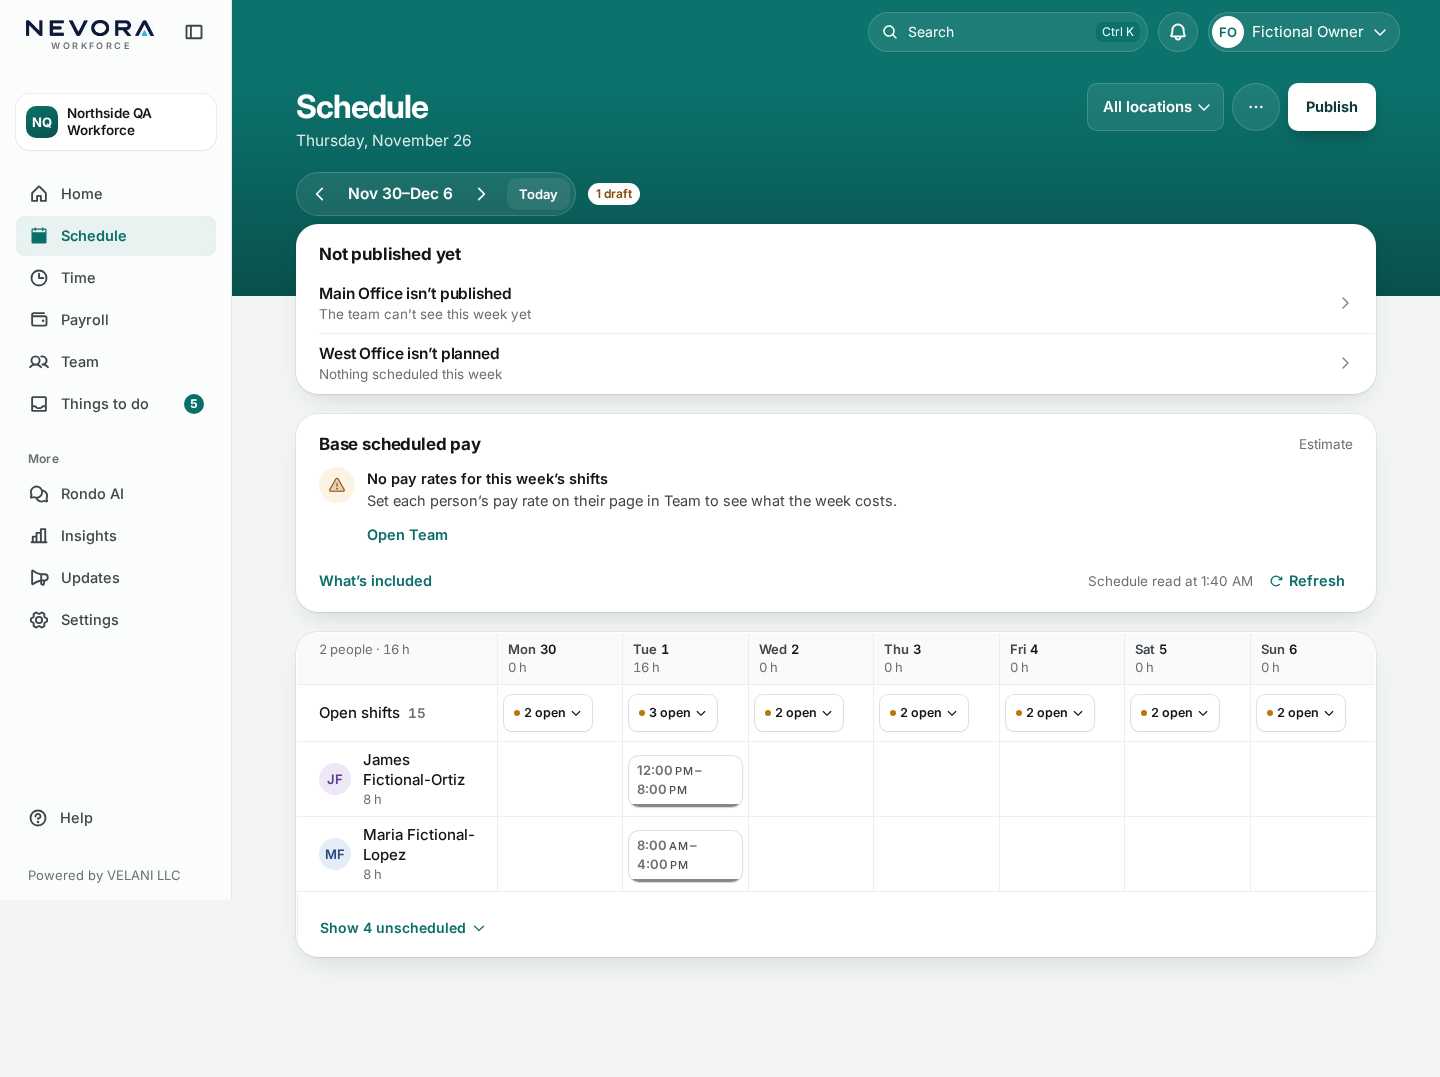 NEVORA
WORKFORCE
Search
Ctrl K
FO
Fictional Owner
NQ
Northside QA
Workforce
Home
Schedule
Time
Payroll
Team
Things to do
5
More
Rondo AI
Insights
Updates
Settings
Help
Powered by VELANI LLC
Schedule
Thursday, November 26
All locations
...
Publish
Nov 30–Dec 6
Today
1 draft
Not published yet
Main Office isn’t published
The team can’t see this week yet
West Office isn’t planned
Nothing scheduled this week
Base scheduled pay
Estimate
No pay rates for this week’s shifts
Set each person’s pay rate on their page in Team to see what the week costs.
Open Team
What’s included
Schedule read at 1:40 AM
Refresh
2 people · 16 h
Mon 30
0 h
Tue 1
16 h
Wed 2
0 h
Thu 3
0 h
Fri 4
0 h
Sat 5
0 h
Sun 6
0 h
Open shifts 15
2 open
3 open
2 open
2 open
2 open
2 open
2 open
JF
James
Fictional-Ortiz
8 h
12:00 PM–
8:00 PM
MF
Maria Fictional-
Lopez
8 h
8:00 AM–
4:00 PM
Show 4 unscheduled